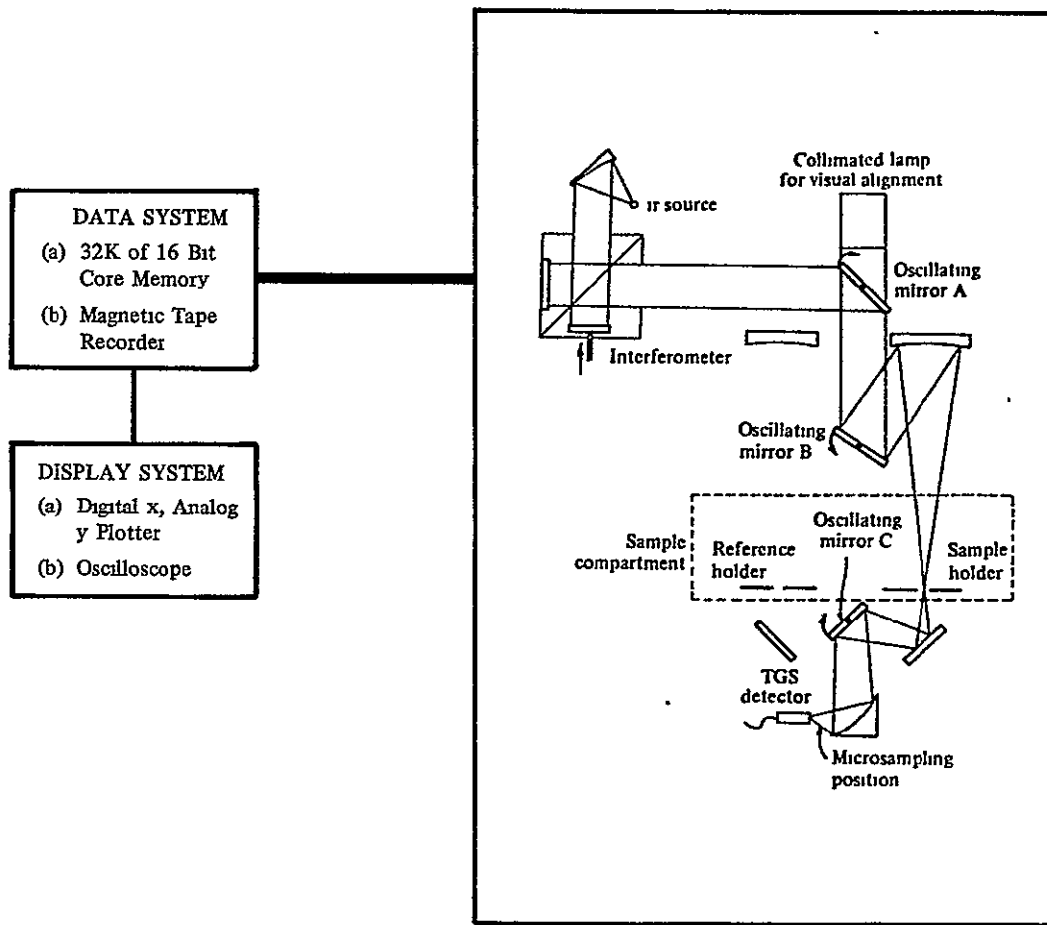 DATA SYSTEM
(a) 32K of 16 Bit
Core Memory
(b) Magnetic Tape
Recorder
DISPLAY SYSTEM
(a) Digital x, Analog
y Plotter
(b) Oscilloscope
Collimated lamp
for visual alignment
ir source
Oscillating
mirror A
Interferometer
Oscillating
mirror B
Sample
compartment
Reference
holder
Oscillating
mirror C
Sample
holder
TGS
detector
Microsampling
position